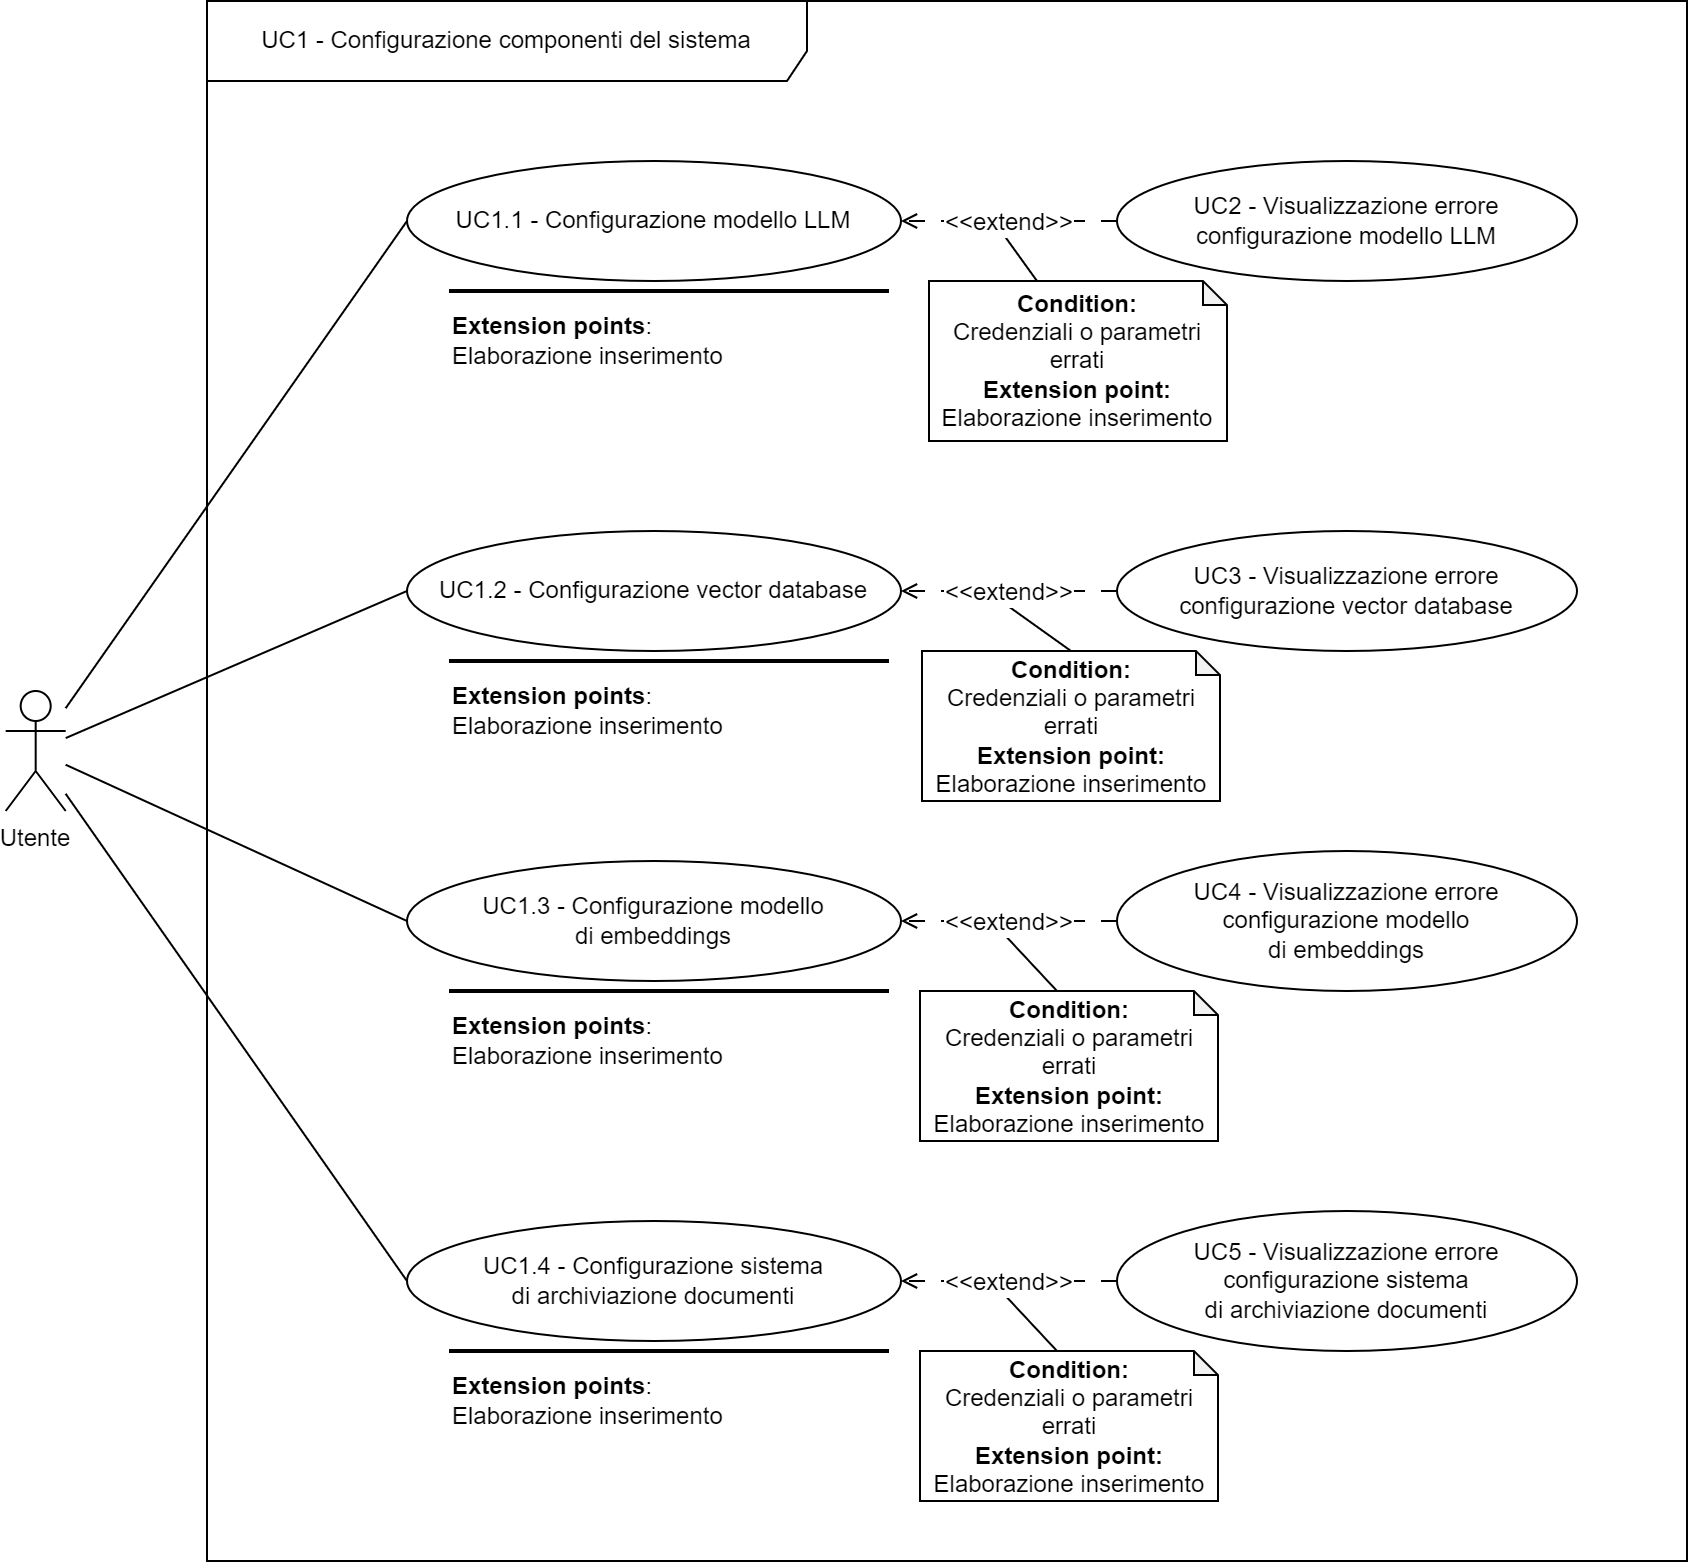 UC1 - Configurazione componenti del sistema
UC1.1 - Configurazione modello LLM
<<extend>>
UC2 - Visualizzazione errore
configurazione modello LLM
Extension points:
Elaborazione inserimento
Condition:
Credenziali o parametri
errati
Extension point:
Elaborazione inserimento
UC1.2 - Configurazione vector database
<<extend>>
UC3 - Visualizzazione errore
configurazione vector database
Extension points:
Elaborazione inserimento
Condition:
Credenziali o parametri
errati
Extension point:
Elaborazione inserimento
Utente
UC1.3 - Configurazione modello
di embeddings
<<extend>>
UC4 - Visualizzazione errore
configurazione modello
di embeddings
Extension points:
Elaborazione inserimento
Condition:
Credenziali o parametri
errati
Extension point:
Elaborazione inserimento
UC1.4 - Configurazione sistema
di archiviazione documenti
<<extend>>
UC5 - Visualizzazione errore
configurazione sistema
di archiviazione documenti
Extension points:
Elaborazione inserimento
Condition:
Credenziali o parametri
errati
Extension point:
Elaborazione inserimento